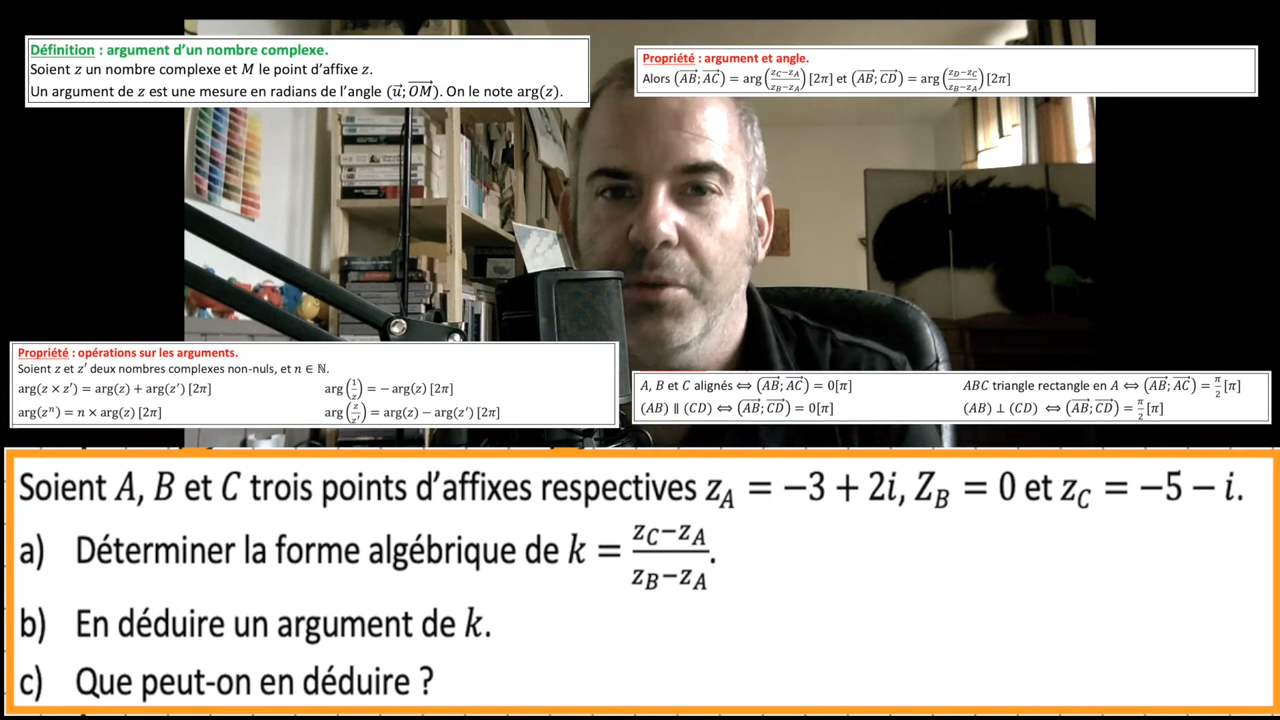 Définition : argument d'un nombre complexe.
Soient z un nombre complexe et M le point d'affixe z.
Un argument de z est une mesure en radians de l'angle (u⃗; OM⃗). On le note arg(z).
Propriété : argument et angle.
Alors (AB⃗; AC⃗) = arg((z_C−z_A)/(z_B−z_A)) [2π] et (AB⃗; CD⃗) = arg((z_D−z_C)/(z_B−z_A)) [2π]
Propriété : opérations sur les arguments.
Soient z et z′ deux nombres complexes non-nuls, et n ∈ ℕ.
arg(z × z′) = arg(z) + arg(z′) [2π] arg(1/z) = − arg(z) [2π]
arg(zⁿ) = n × arg(z) [2π] arg(z/z′) = arg(z) − arg(z′) [2π]
A, B et C alignés ⟺ (AB⃗; AC⃗) = 0[π] ABC triangle rectangle en A ⟺ (AB⃗; AC⃗) = π/2 [π]
(AB) ∥ (CD) ⟺ (AB⃗; CD⃗) = 0[π] (AB) ⊥ (CD) ⟺ (AB⃗; CD⃗) = π/2 [π]
Soient A, B et C trois points d'affixes respectives z_A = −3 + 2i, Z_B = 0 et z_C = −5 − i.
a) Déterminer la forme algébrique de k = (z_C−z_A)/(z_B−z_A).
b) En déduire un argument de k.
c) Que peut-on en déduire ?